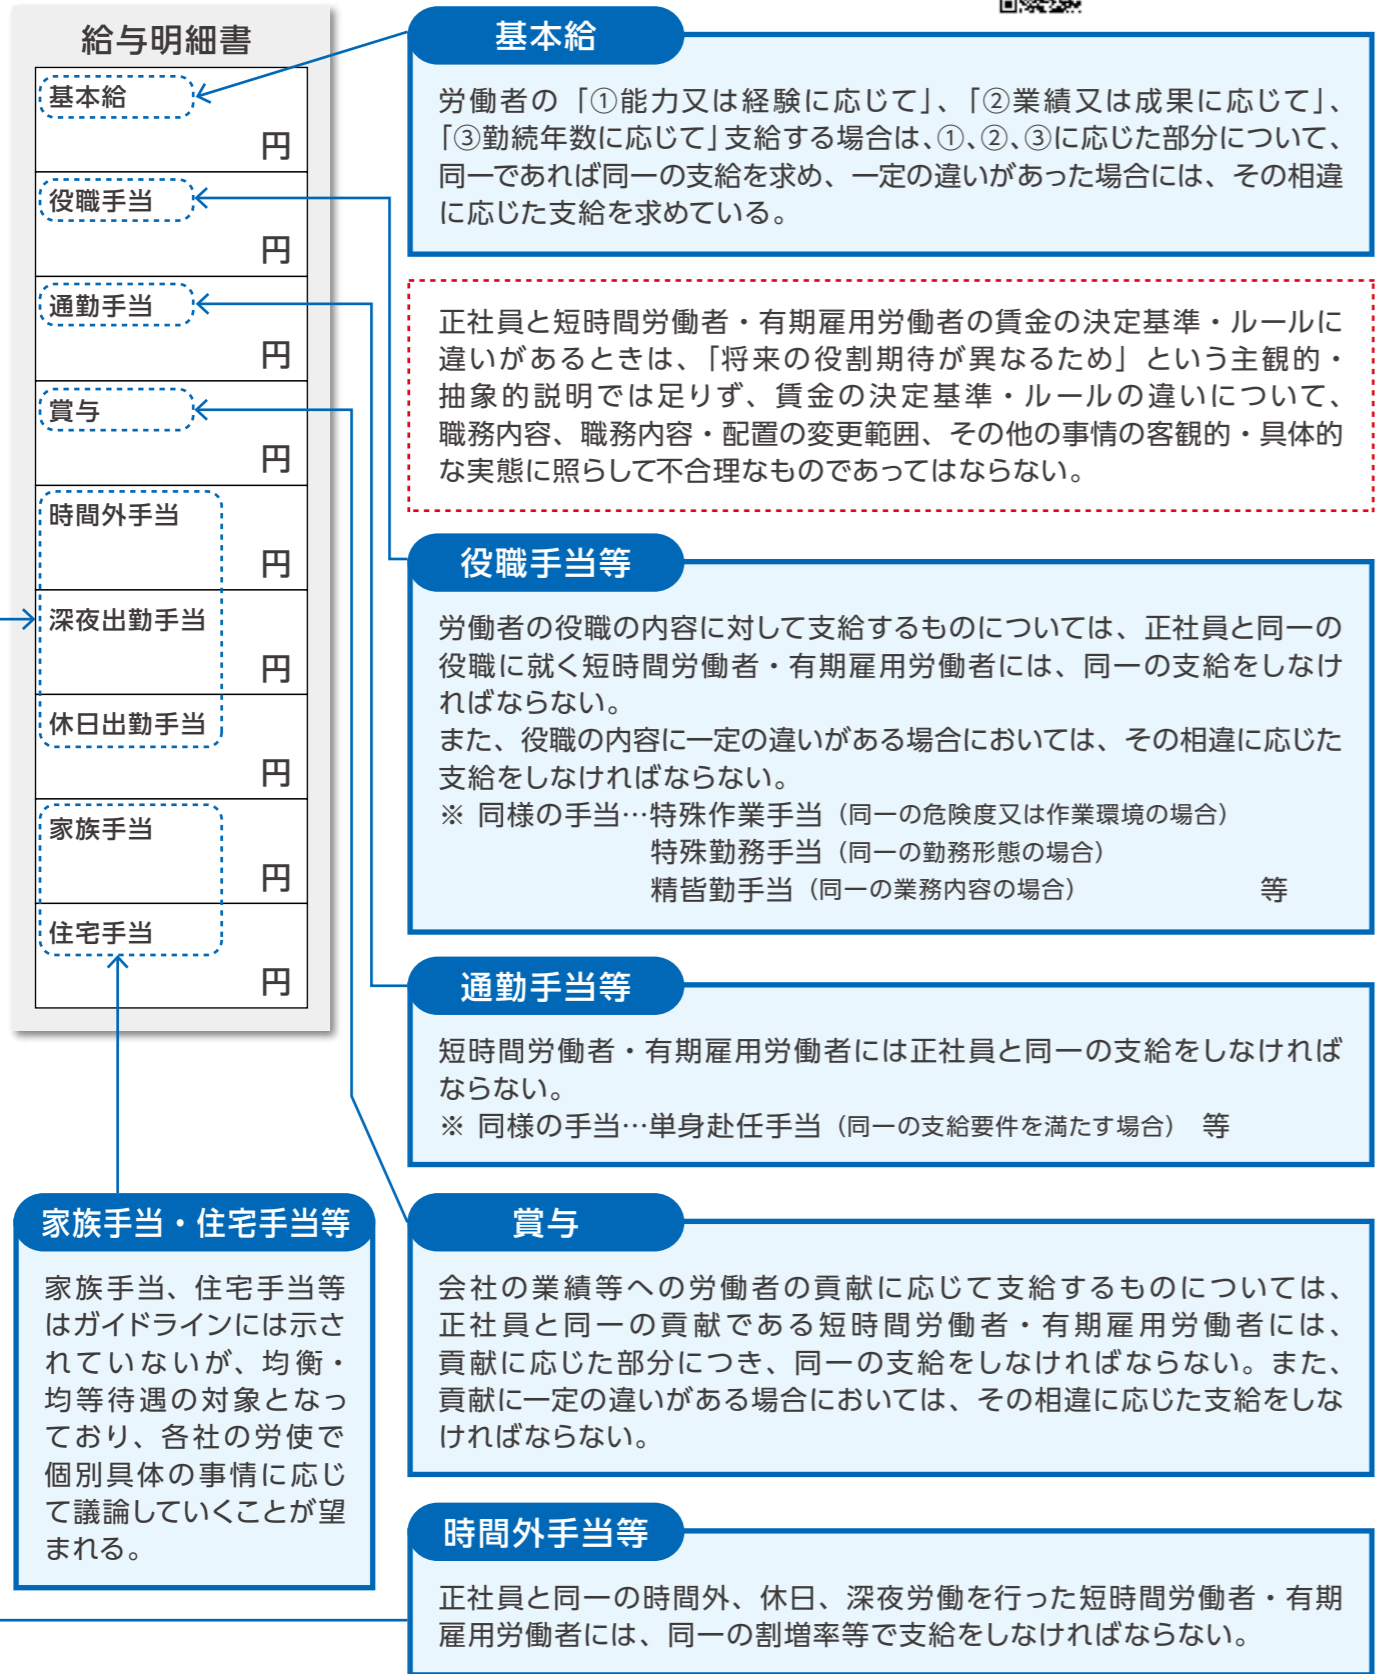 給与明細書
基本給
円
役職手当
円
通勤手当
円
賞与
円
時間外手当
円
深夜出勤手当
円
休日出勤手当
円
家族手当
円
住宅手当
円
基本給
労働者の「①能力又は経験に応じて」、「②業績又は成果に応じて」、
「③勤続年数に応じて」支給する場合は、①、②、③に応じた部分について、
同一であれば同一の支給を求め、一定の違いがあった場合には、その相違
に応じた支給を求めている。
正社員と短時間労働者・有期雇用労働者の賃金の決定基準・ルールに
違いがあるときは、「将来の役割期待が異なるため」という主観的・
抽象的説明では足りず、賃金の決定基準・ルールの違いについて、
職務内容、職務内容・配置の変更範囲、その他の事情の客観的・具体的
な実態に照らして不合理なものであってはならない。
役職手当等
労働者の役職の内容に対して支給するものについては、正社員と同一の
役職に就く短時間労働者・有期雇用労働者には、同一の支給をしなけ
ればならない。
また、役職の内容に一定の違いがある場合においては、その相違に応じた
支給をしなければならない。
※ 同様の手当…特殊作業手当（同一の危険度又は作業環境の場合）
特殊勤務手当（同一の勤務形態の場合）
精皆勤手当（同一の業務内容の場合） 等
通勤手当等
短時間労働者・有期雇用労働者には正社員と同一の支給をしなければ
ならない。
※ 同様の手当…単身赴任手当（同一の支給要件を満たす場合） 等
家族手当・住宅手当等
家族手当、住宅手当等
はガイドラインには示さ
れていないが、均衡・
均等待遇の対象となっ
ており、各社の労使で
個別具体の事情に応じ
て議論していくことが望
まれる。
賞与
会社の業績等への労働者の貢献に応じて支給するものについては、
正社員と同一の貢献である短時間労働者・有期雇用労働者には、
貢献に応じた部分につき、同一の支給をしなければならない。また、
貢献に一定の違いがある場合においては、その相違に応じた支給をしな
ければならない。
時間外手当等
正社員と同一の時間外、休日、深夜労働を行った短時間労働者・有期
雇用労働者には、同一の割増率等で支給をしなければならない。